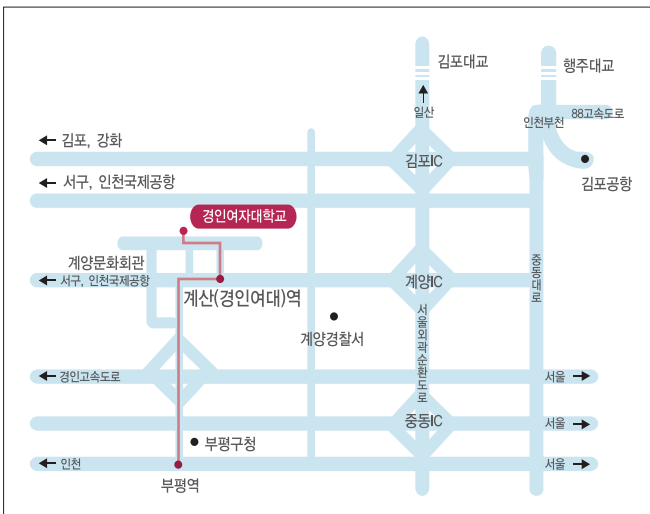 김포대교
행주대교
일산
88고속도로
인천부천
김포, 강화
김포IC
김포공항
서구, 인천국제공항
경인여자대학교
계양문화회관
서구, 인천국제공항
계양IC
중동대로
계산(경인여대)역
계양경찰서
서울외곽순환도로
경인고속도로
서울
중동IC
서울
부평구청
인천
서울
부평역